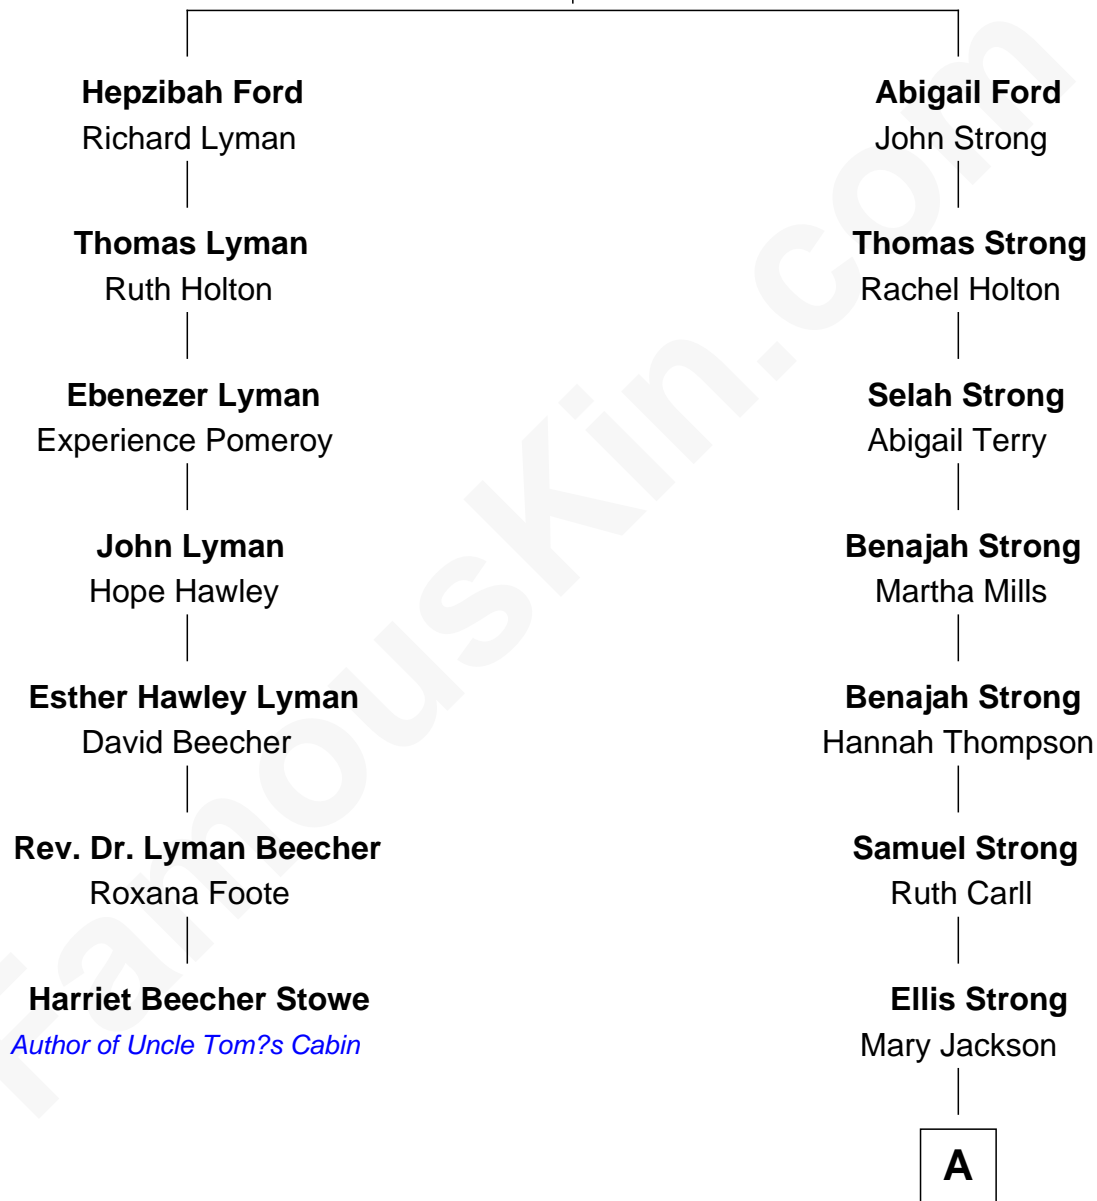 Hepzibah Ford
Richard Lyman
Thomas Lyman
Ruth Holton
Ebenezer Lyman
Experience Pomeroy
John Lyman
Hope Hawley
Esther Hawley Lyman
David Beecher
Rev. Dr. Lyman Beecher
Roxana Foote
Harriet Beecher Stowe
Author of Uncle Tom?s Cabin
Abigail Ford
John Strong
Thomas Strong
Rachel Holton
Selah Strong
Abigail Terry
Benajah Strong
Martha Mills
Benajah Strong
Hannah Thompson
Samuel Strong
Ruth Carll
Ellis Strong
Mary Jackson
A
FamousKin.com